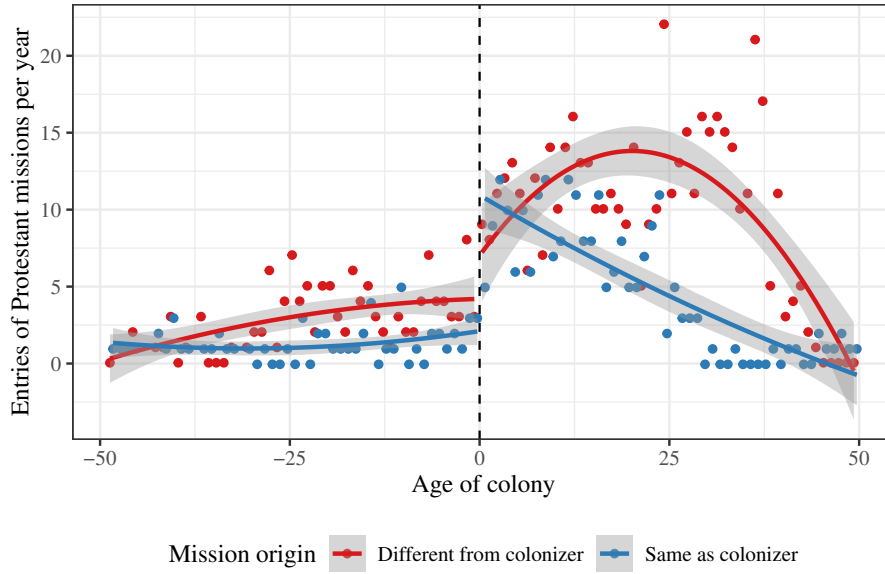 Entries of Protestant missions per year
20
15
10
5
0
−50
−25
0
25
50
Age of colony
Mission origin
Different from colonizer
Same as colonizer